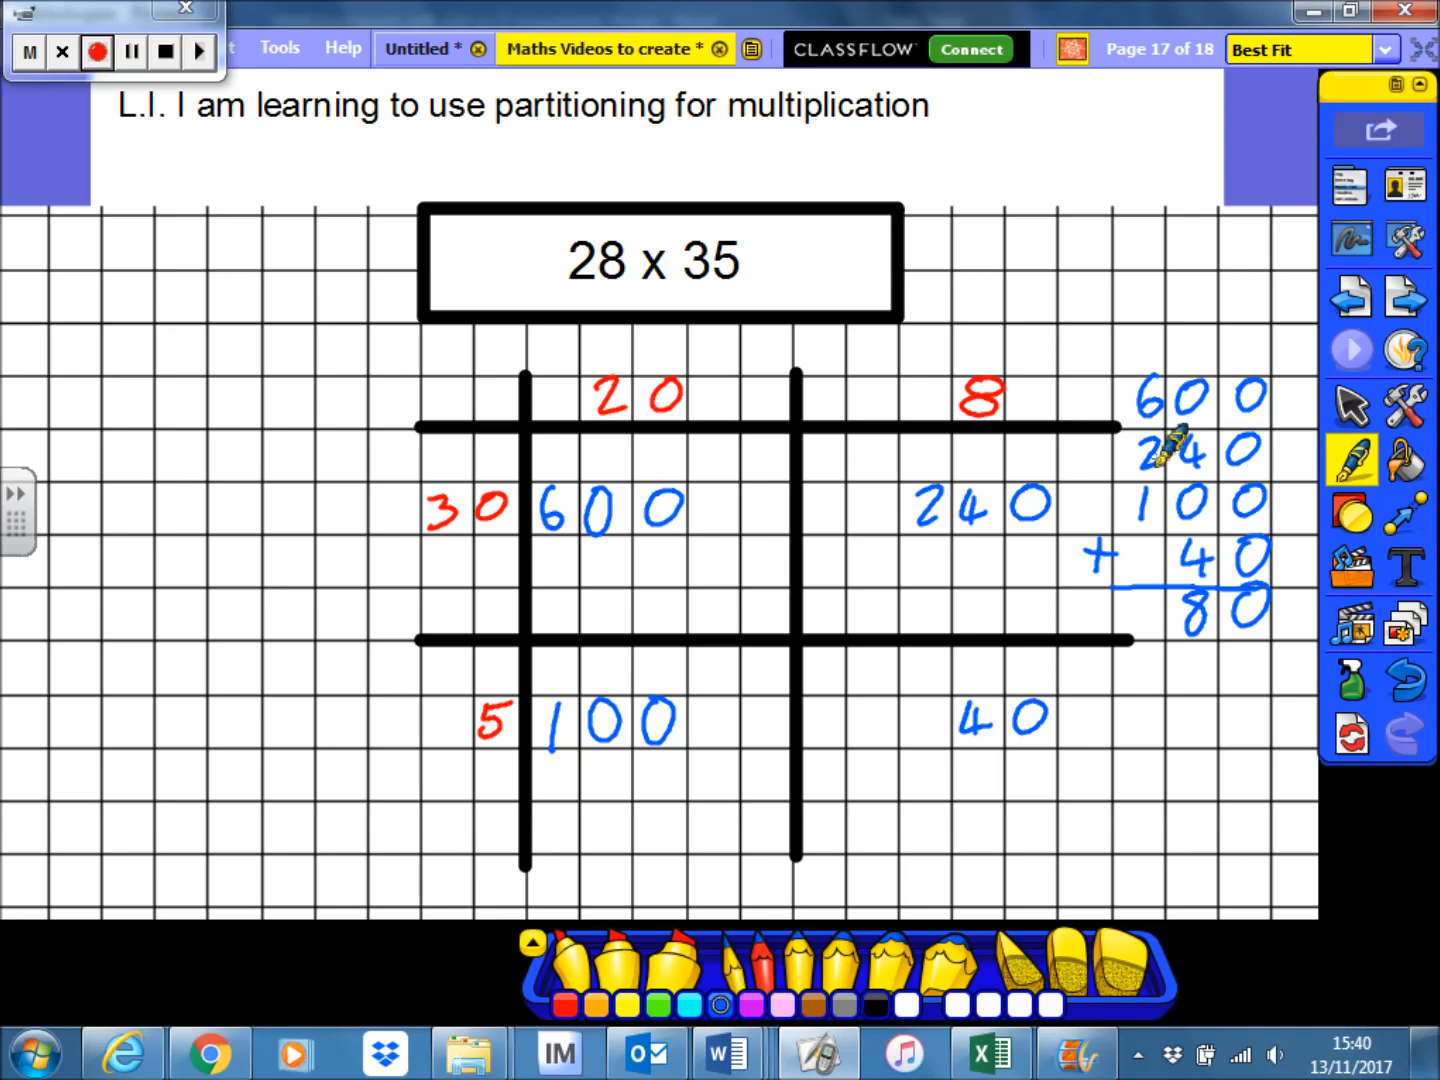 M
t Tools Help Untitled * Maths Videos to create * CLASSFLOW Connect Page 17 of 18 Best Fit
L.I. I am learning to use partitioning for multiplication
28 x 35
20 8
30 600 240
5 100 40
600
240
100
+ 40
80
T
IM
15:40
13/11/2017